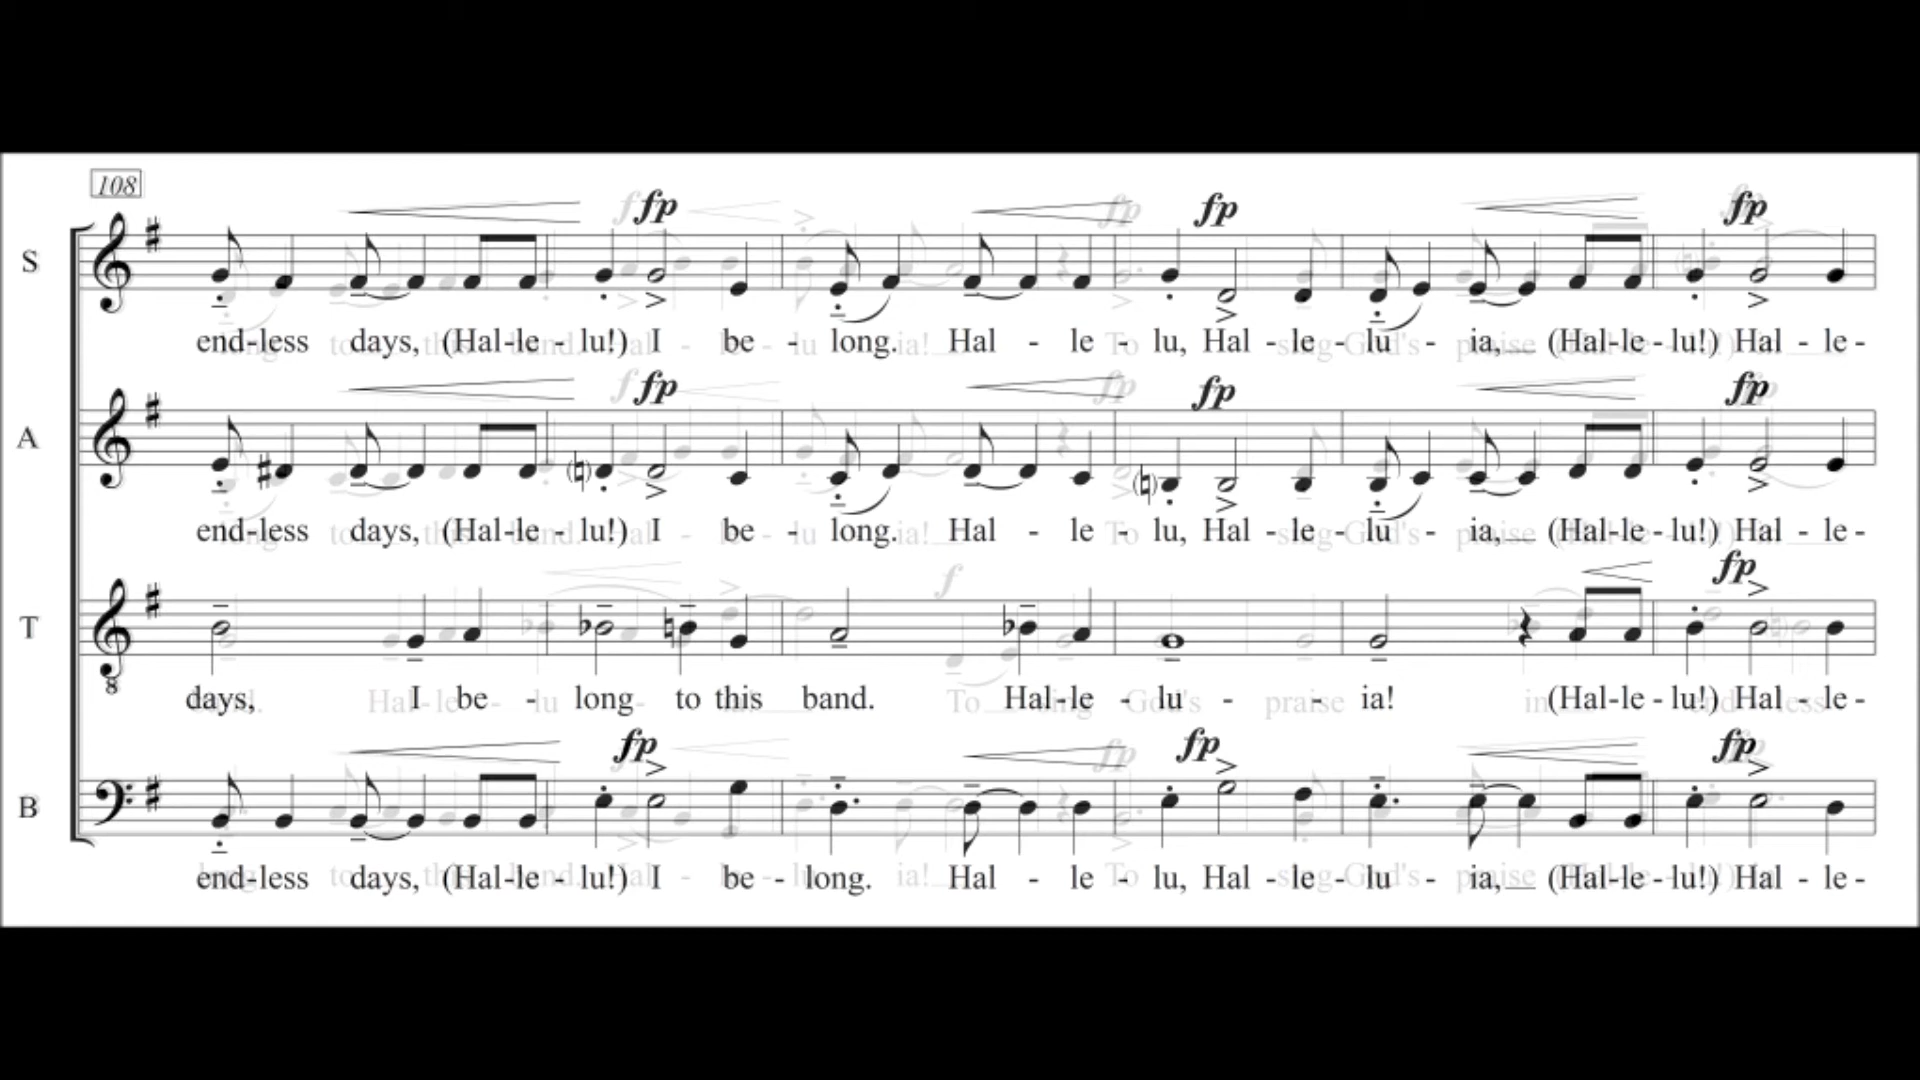 108
fp fp fp
S
end-less days, (Hal-le - lu!) I be - long. Hal - le - lu, Hal - le - lu - ia, (Hal-le - lu!) Hal - le -
fp fp fp
A
end-less days, (Hal-le - lu!) I be - long. Hal - le - lu, Hal - le - lu - ia, (Hal-le - lu!) Hal - le -
fp
T
8
days, I be - long to this band. Hal-le - lu - - ia! (Hal-le - lu!) Hal - le -
fp fp fp
B
end-less days, (Hal-le - lu!) I be - long. Hal - le - lu, Hal - le - lu - ia, (Hal-le - lu!) Hal - le -